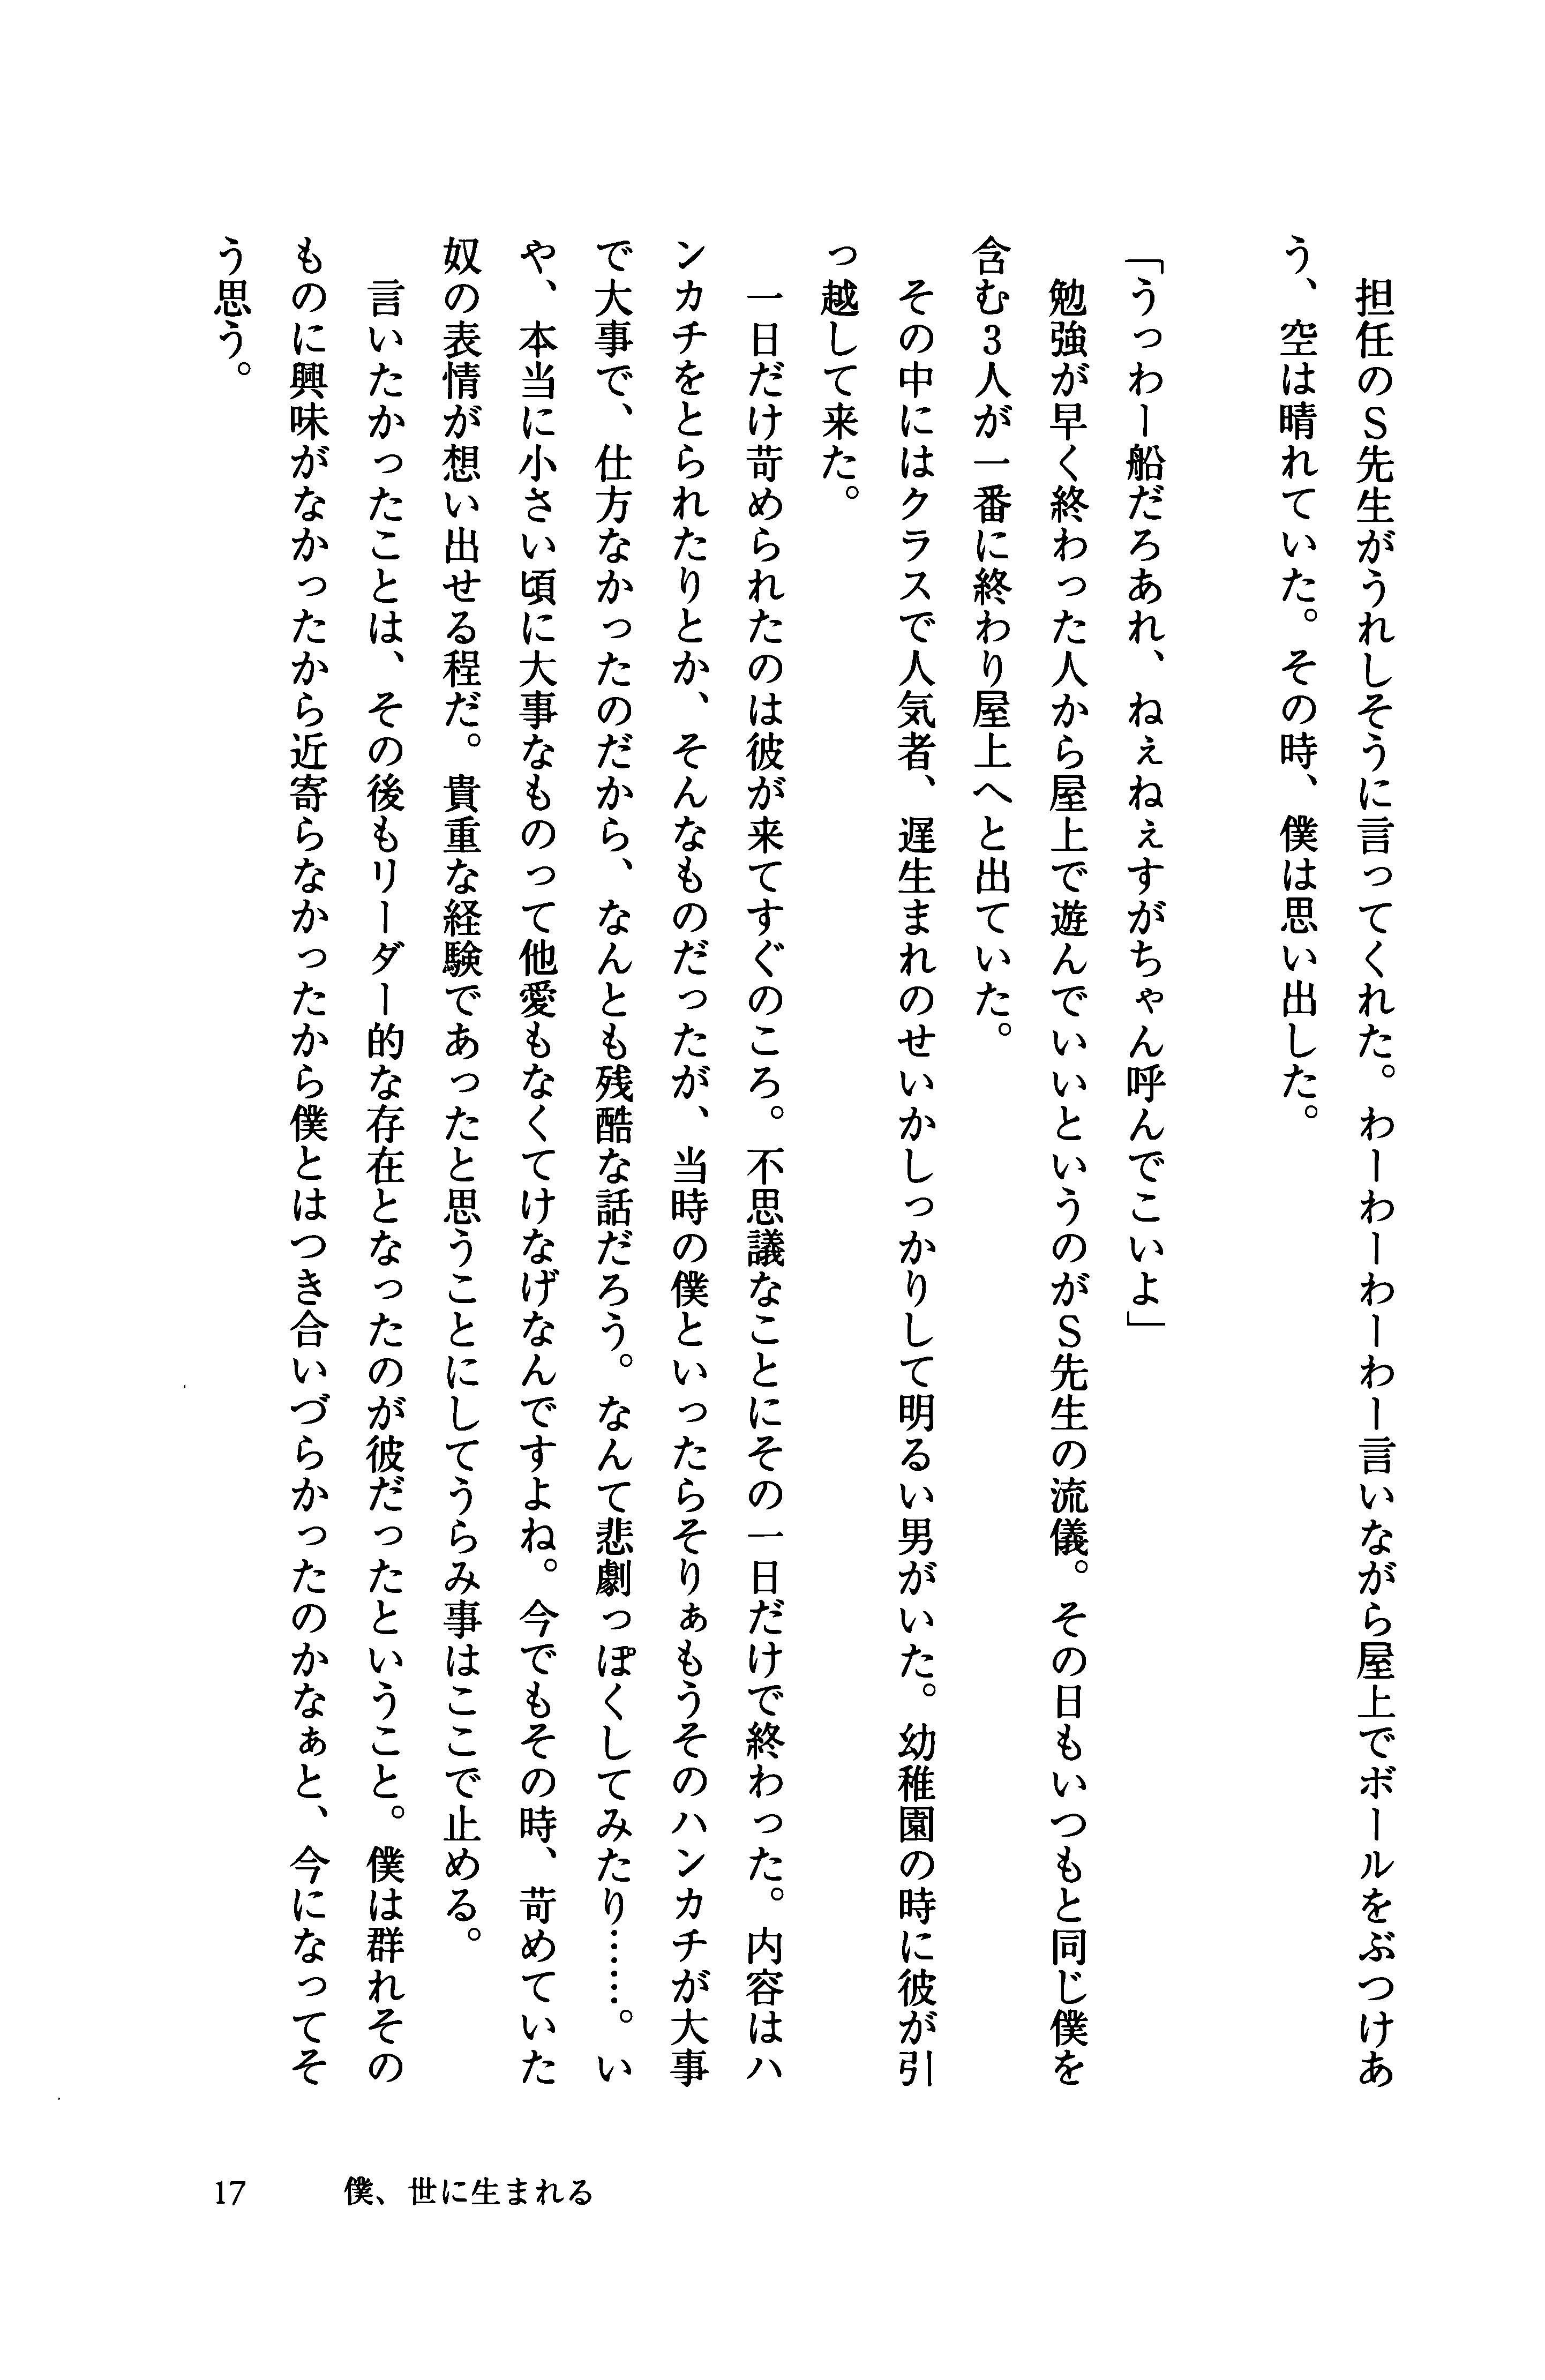 担任のＳ先生がうれしそうに言ってくれた。わーわーわーわー言いながら屋上でボールをぶつけあ
う、空は晴れていた。その時、僕は思い出した。
「うっわー船だろあれ、ねぇねぇすがちゃん呼んでこいよ」
勉強が早く終わった人から屋上で遊んでいいというのがＳ先生の流儀。その日もいつもと同じ僕を
含む３人が一番に終わり屋上へと出ていた。
その中にはクラスで人気者、遅生まれのせいかしっかりして明るい男がいた。幼稚園の時に彼が引
っ越して来た。
一日だけ苛められたのは彼が来てすぐのころ。不思議なことにその一日だけで終わった。内容はハ
ンカチをとられたりとか、そんなものだったが、当時の僕といったらそりぁもうそのハンカチが大事
で大事で、仕方なかったのだから、なんとも残酷な話だろう。なんて悲劇っぽくしてみたり……。い
や、本当に小さい頃に大事なものって他愛もなくてけなげなんですよね。今でもその時、苛めていた
奴の表情が想い出せる程だ。貴重な経験であったと思うことにしてうらみ事はここで止める。
言いたかったことは、その後もリーダー的な存在となったのが彼だったということ。僕は群れその
ものに興味がなかったから近寄らなかったから僕とはつき合いづらかったのかなぁと、今になってそ
う思う。
17 僕、世に生まれる